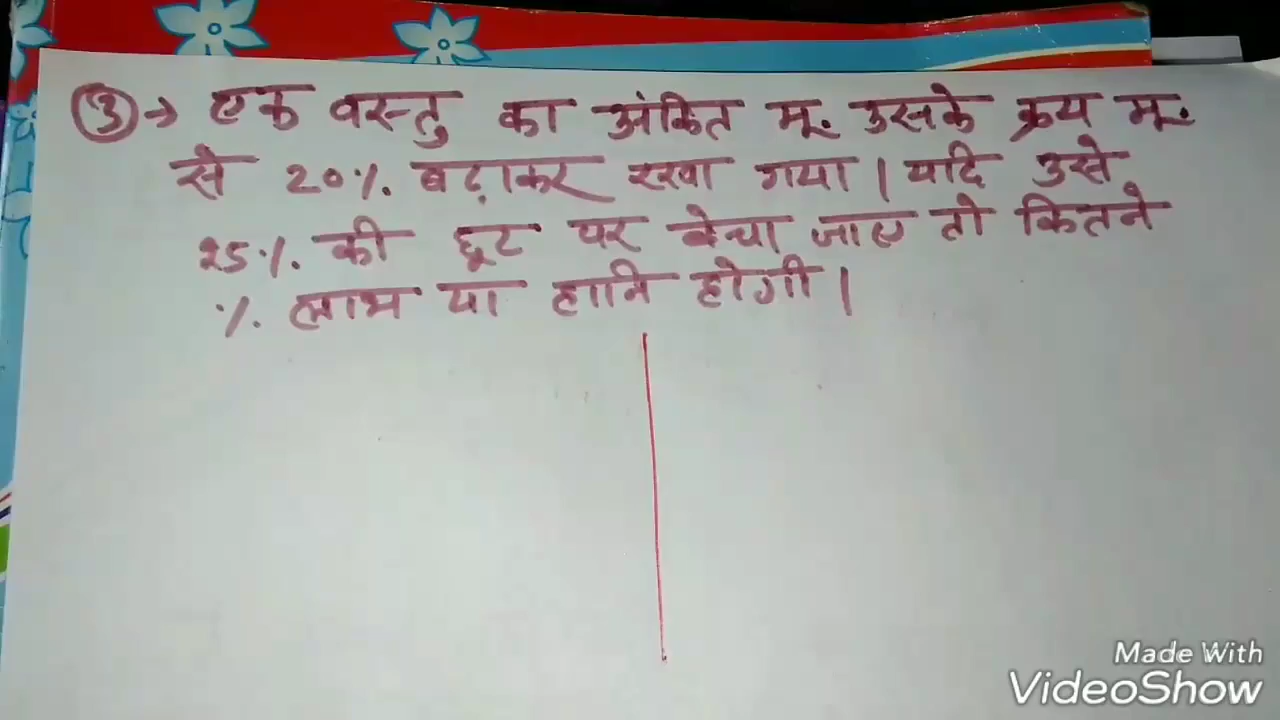 ③→ एक वस्तु का अंकित मू. उसके क्रय मू.
से 20%. बढ़ाकर रखा गया। यदि उसे
25%. की छूट पर बेचा जाए तो कितने
%. लाभ या हानि होगी।
Made With
VideoShow